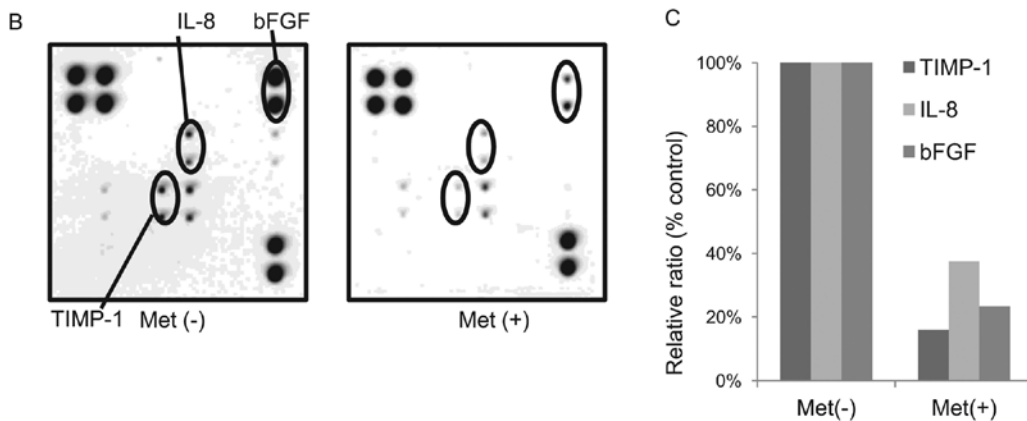 B
IL-8
bFGF
TIMP-1
Met (-)
Met (+)
C
Relative ratio (% control)
100%
80%
60%
40%
20%
0%
TIMP-1
IL-8
bFGF
Met(-)
Met(+)